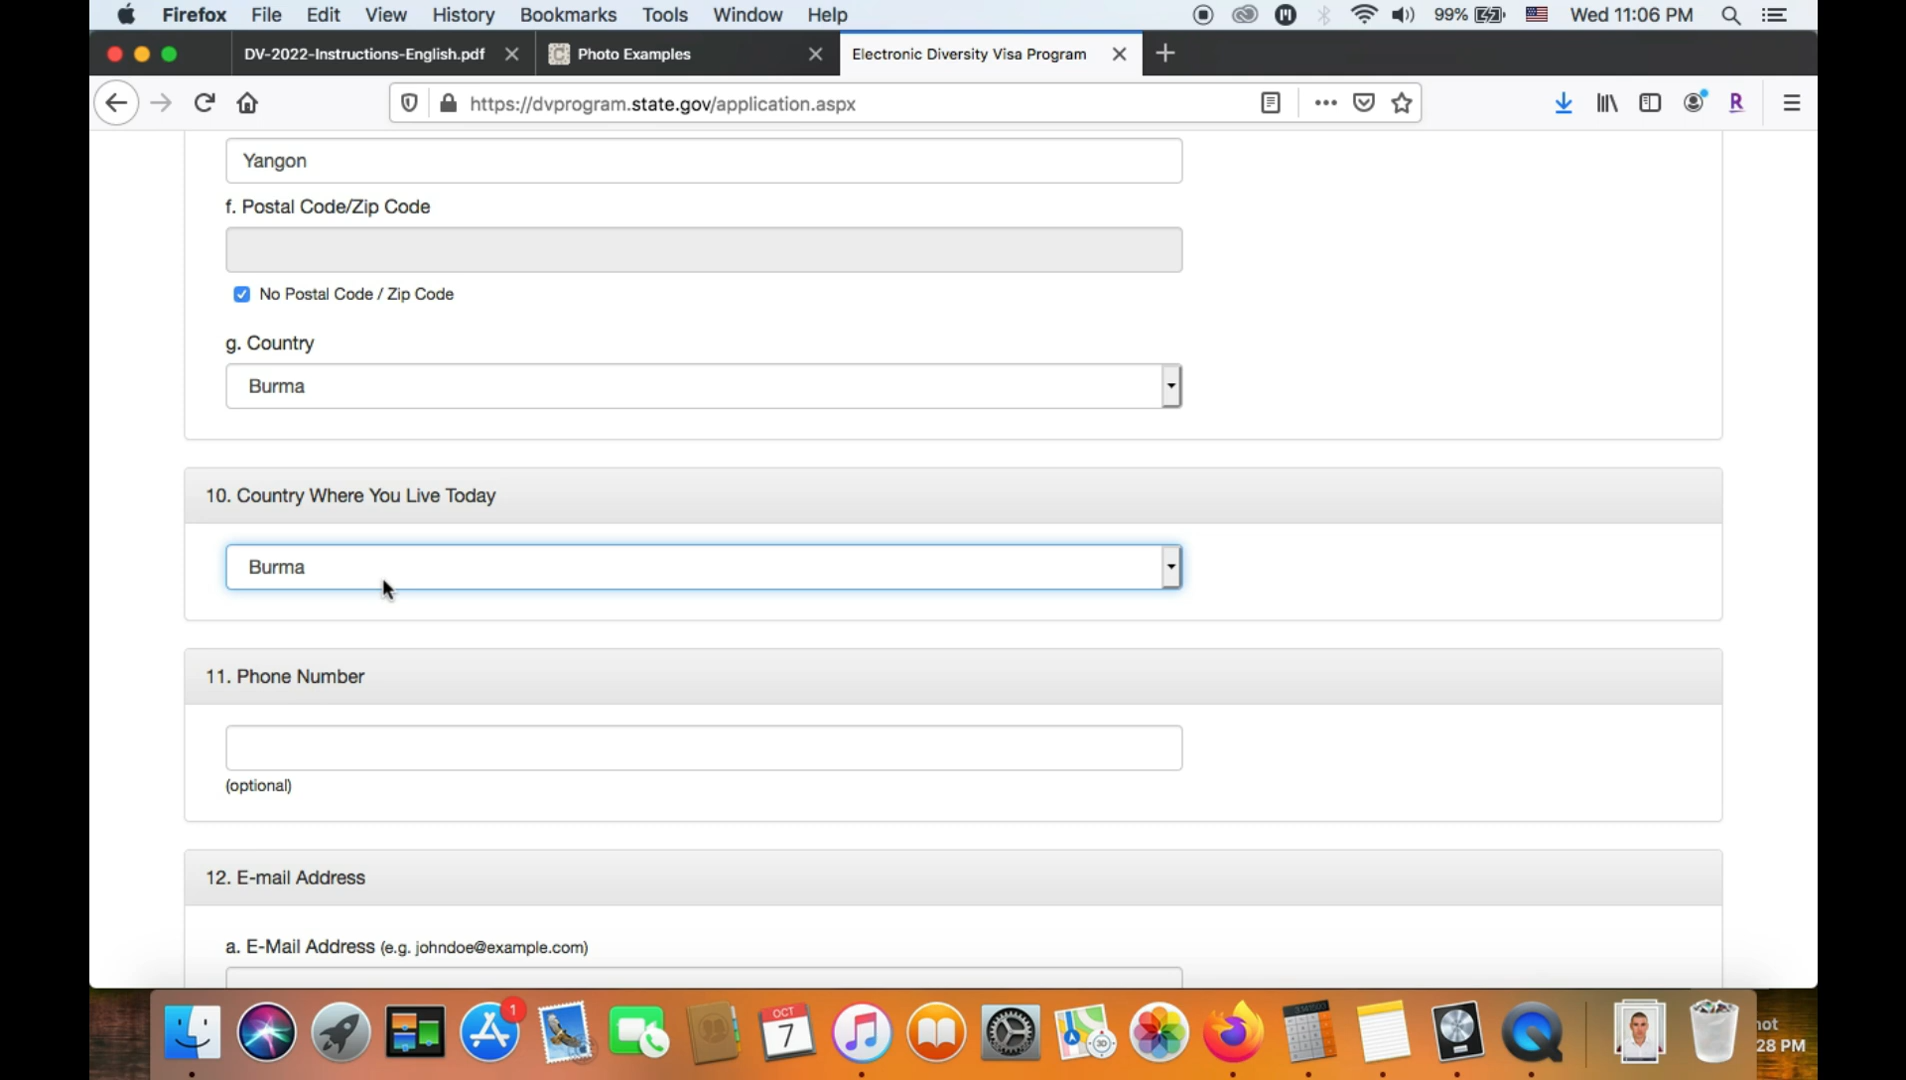 Firefox File Edit View History Bookmarks Tools Window Help 99% Wed 11:06 PM
DV-2022-Instructions-English.pdf Photo Examples Electronic Diversity Visa Program
https://dvprogram.state.gov/application.aspx
Yangon
f. Postal Code/Zip Code
No Postal Code / Zip Code
g. Country
Burma
10. Country Where You Live Today
Burma
11. Phone Number
(optional)
12. E-mail Address
a. E-Mail Address (e.g. johndoe@example.com)
1
OCT
7
3D
not
28 PM